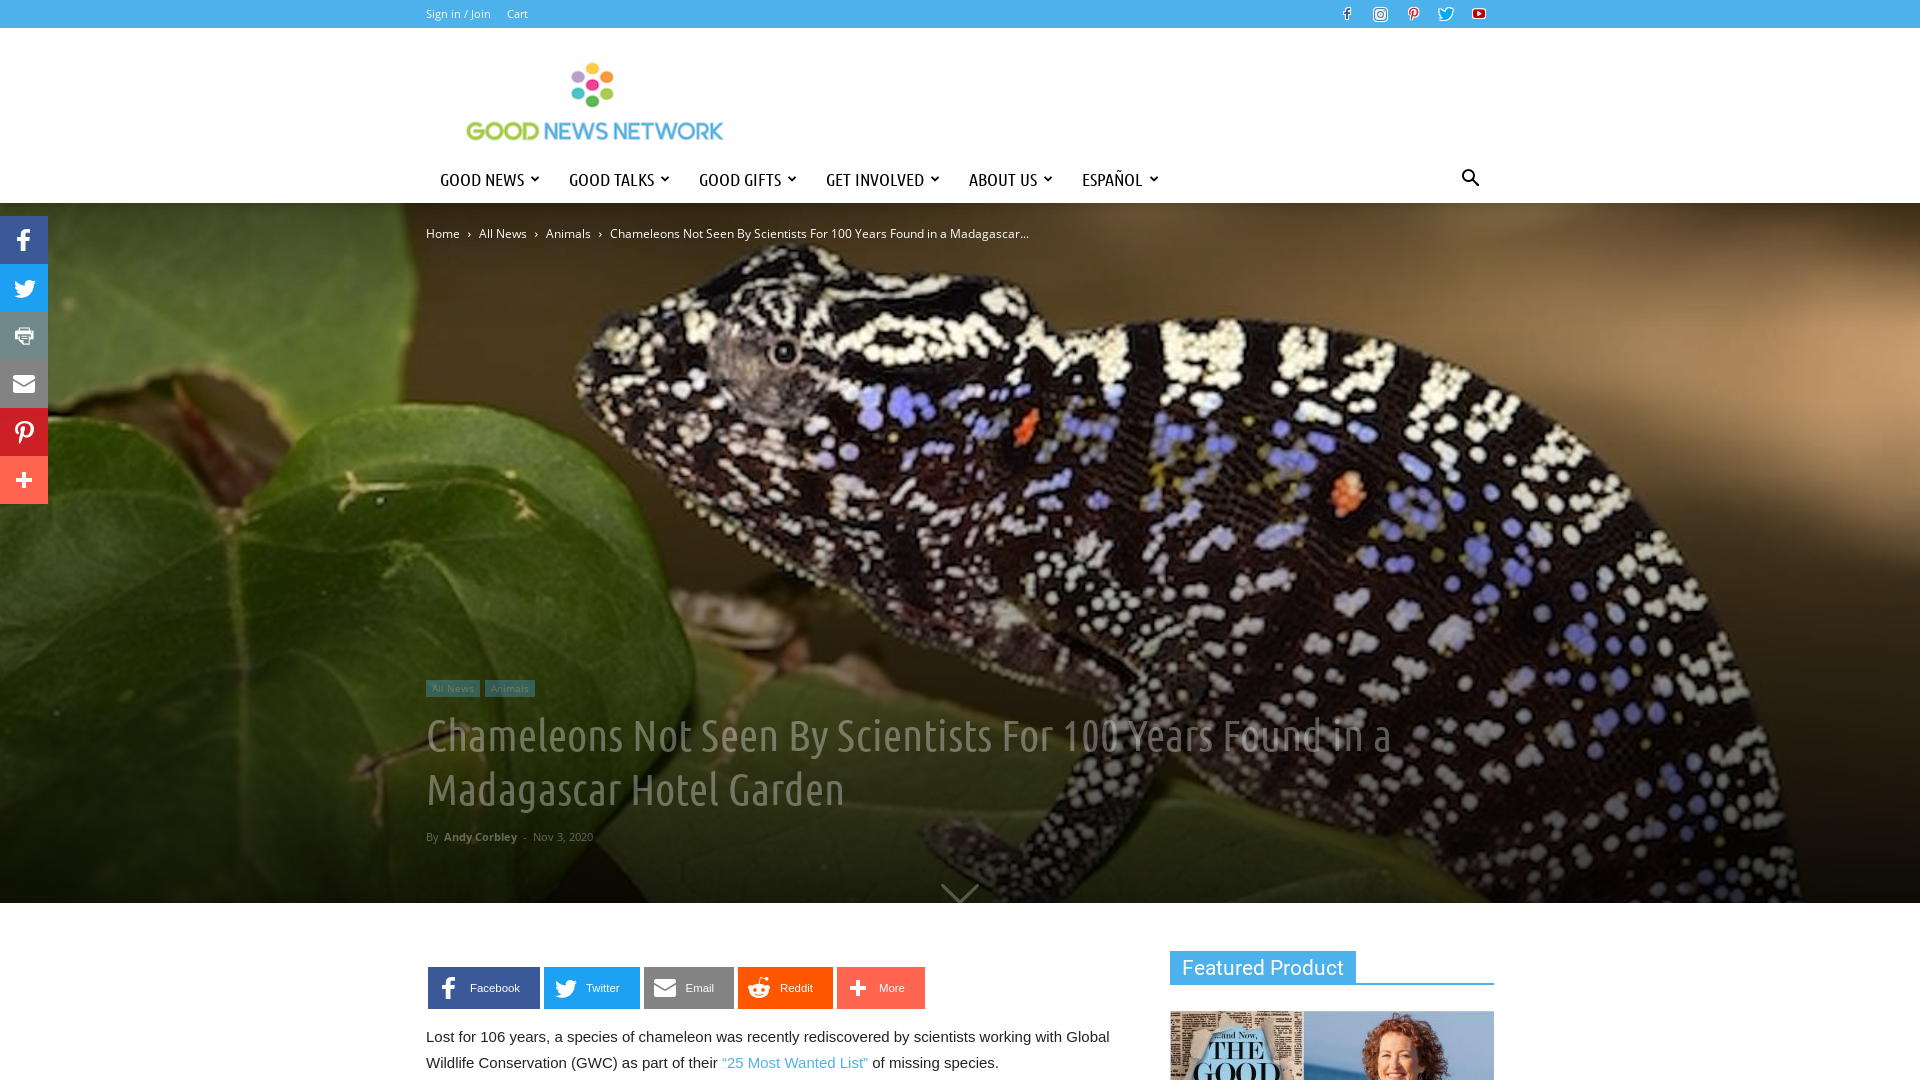 Sign in / Join Cart
GOOD NEWS NETWORK
GOOD NEWS GOOD TALKS GOOD GIFTS GET INVOLVED ABOUT US ESPAÑOL
Home › All News › Animals › Chameleons Not Seen By Scientists For 100 Years Found in a Madagascar...
All News Animals
Chameleons Not Seen By Scientists For 100 Years Found in a
Madagascar Hotel Garden
By Andy Corbley - Nov 3, 2020
Facebook Twitter Email Reddit More
Lost for 106 years, a species of chameleon was recently rediscovered by scientists working with Global
Wildlife Conservation (GWC) as part of their “25 Most Wanted List” of missing species.
Featured Product
...and Now,
THE
GOOD